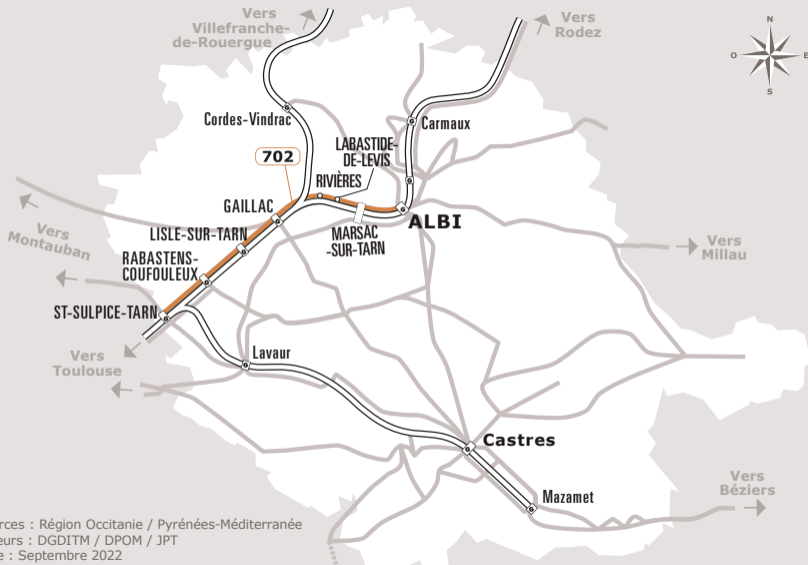 Vers
Villefranche-
de-Rouergue
Vers
Rodez
N
O
E
S
Cordes-Vindrac
Carmaux
LABASTIDE-
DE-LEVIS
702
RIVIÈRES
GAILLAC
ALBI
Vers
Montauban
LISLE-SUR-TARN
MARSAC
-SUR-TARN
Vers
Millau
RABASTENS-
COUFOULEUX
ST-SULPICE-TARN
Vers
Toulouse
Lavaur
Castres
Vers
Béziers
Mazamet
rces : Région Occitanie / Pyrénées-Méditerranée
eurs : DGDITM / DPOM / JPT
e : Septembre 2022